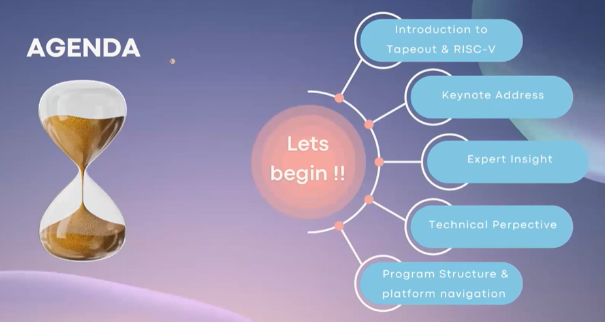 AGENDA
Lets
begin !!
Introduction to
Tapeout & RISC-V
Keynote Address
Expert Insight
Technical Perpective
Program Structure &
platform navigation